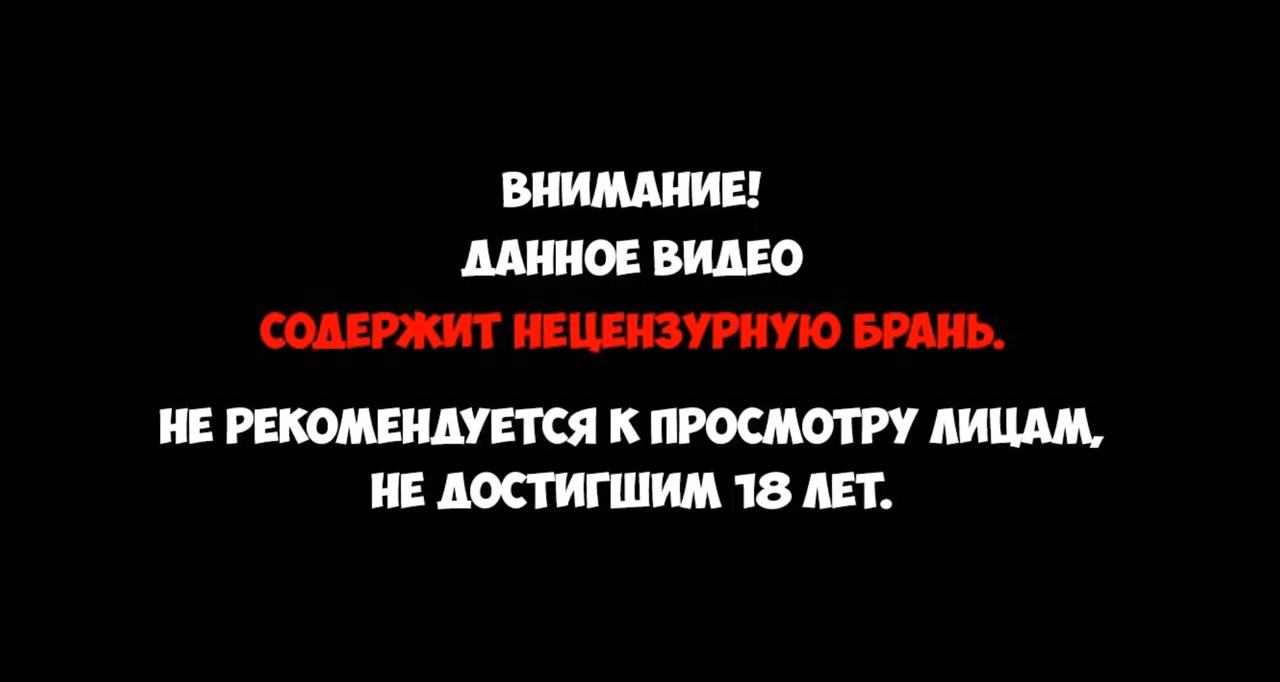 ВНИМАНИЕ!
ДАННОЕ ВИДЕО
СОДЕРЖИТ НЕЦЕНЗУРНУЮ БРАНЬ.
НЕ РЕКОМЕНДУЕТСЯ К ПРОСМОТРУ ЛИЦАМ,
НЕ ДОСТИГШИМ 18 ЛЕТ.